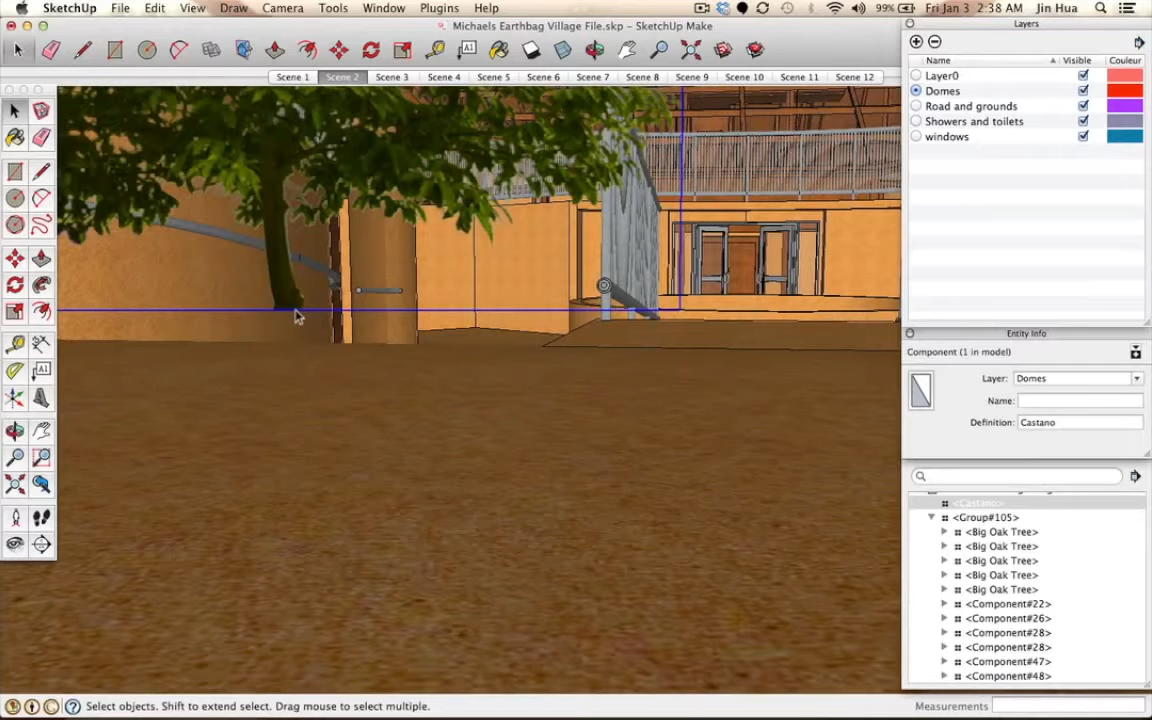 SketchUp File Edit View Draw Camera Tools Window Plugins Help 99% Fri Jan 3 2:38 AM Jin Hua
Michaels Earthbag Village File.skp – SketchUp Make
Scene 1 Scene 2 Scene 3 Scene 4 Scene 5 Scene 6 Scene 7 Scene 8 Scene 9 Scene 10 Scene 11 Scene 12
Layers
Name Visible Couleur
Layer0
Domes
Road and grounds
Showers and toilets
windows
Entity Info
Component (1 in model)
Layer: Domes
Name:
Definition: Castano
<Castano>
<Group#105>
<Big Oak Tree>
<Big Oak Tree>
<Big Oak Tree>
<Big Oak Tree>
<Big Oak Tree>
<Component#22>
<Component#26>
<Component#28>
<Component#28>
<Component#47>
<Component#48>
Select objects. Shift to extend select. Drag mouse to select multiple.
Measurements